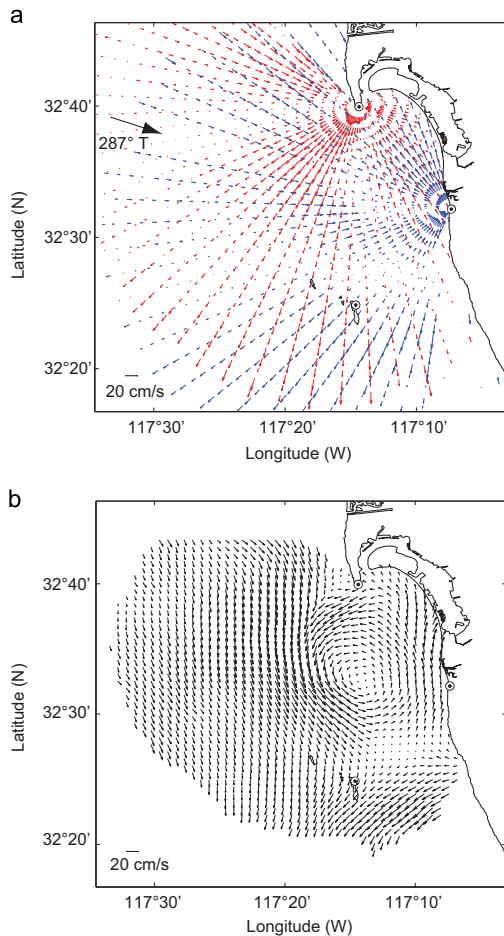 a
32°40'
287° T
32°30'
Latitude (N)
32°20'
20 cm/s
117°30' 117°20' 117°10'
Longitude (W)
b
32°40'
32°30'
Latitude (N)
32°20'
20 cm/s
117°30' 117°20' 117°10'
Longitude (W)